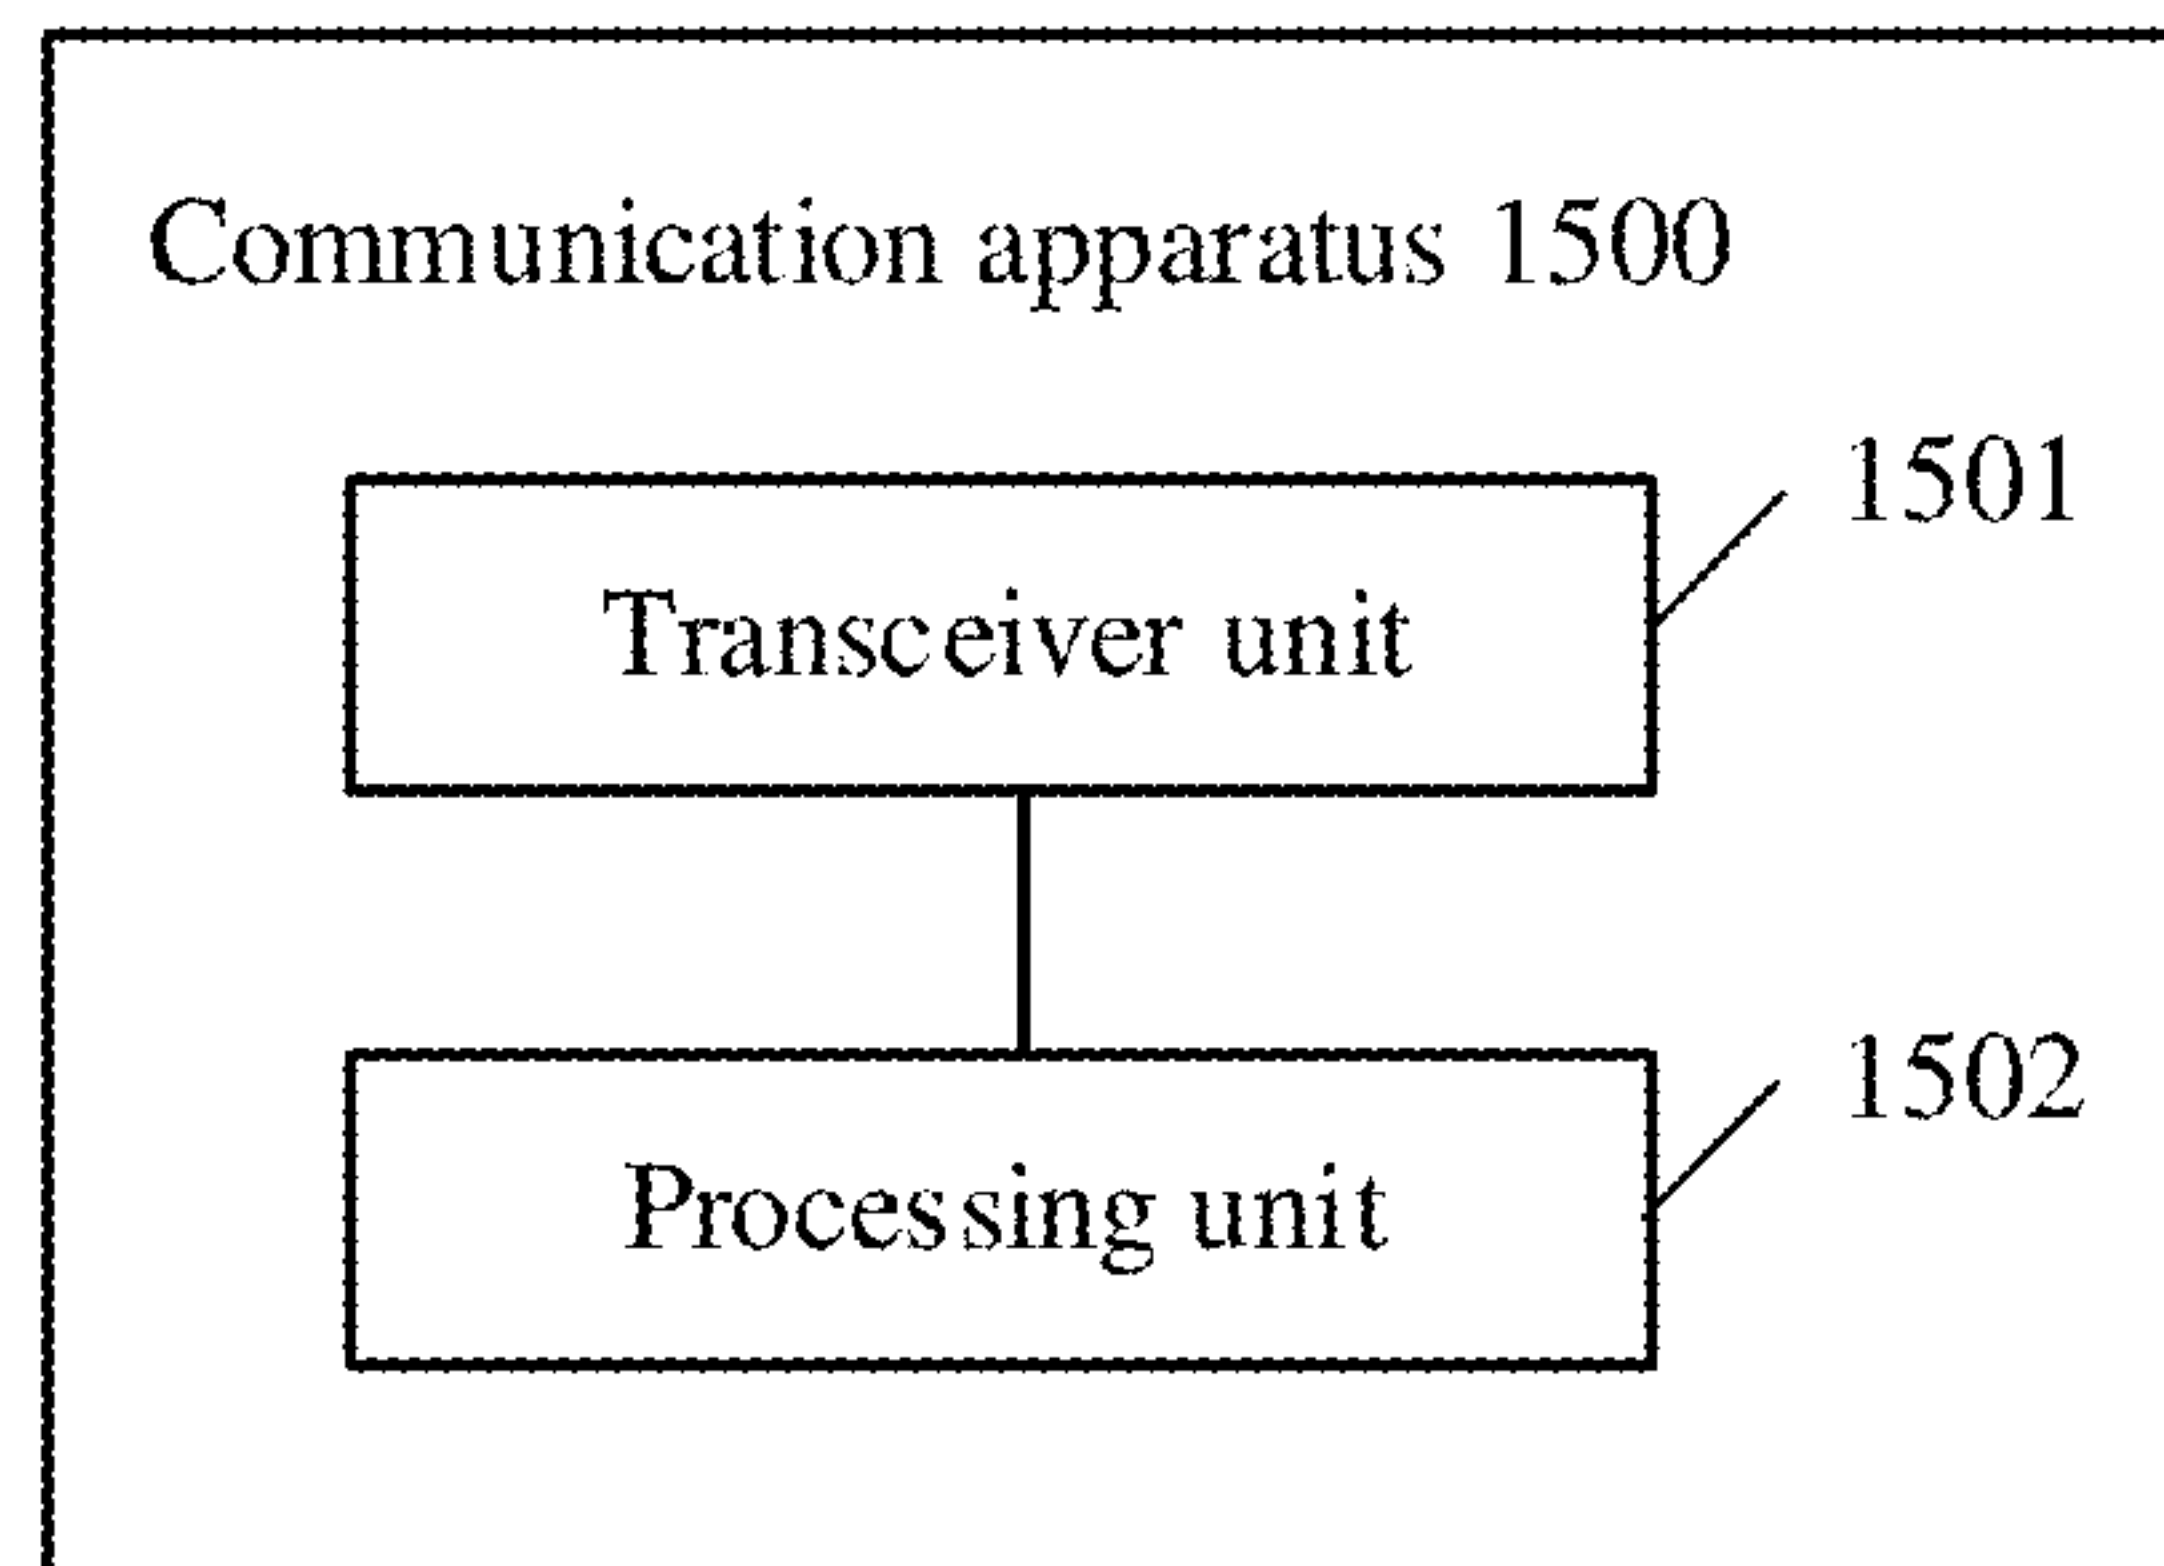 Communication apparatus 1500
1501
Transceiver unit
1502
Processing unit